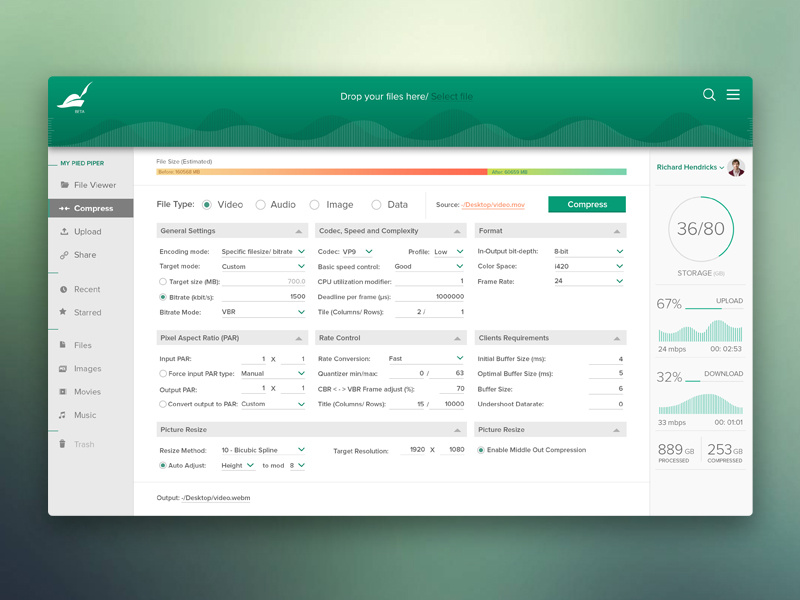 BETA
Drop your files here/ Select file
MY PIED PIPER
File Viewer
Compress
Upload
Share
Recent
Starred
Files
Images
Movies
Music
Trash
File Size (Estimated)
After: 60650 MB
File Type: Video Audio Image Data Source: -/Desktop/video.mov Compress
General Settings
Encoding mode: Specific filesize/ bitrate
Target mode: Custom
Target size (MB): 700.0
Bitrate (kbit/s): 1500
Bitrate Mode: VBR
Codec, Speed and Complexity
Codec: VP9 Profile: Low
Basic speed control: Good
CPU utilization modifier: 1
Deadline per frame (µs): 1000000
Tile (Columns/ Rows): 2 / 1
Format
In-Output bit-depth: 8-bit
Color Space: i420
Frame Rate: 24
Pixel Aspect Ratio (PAR)
Input PAR: 1 X 1
Force input PAR type: Manual
Output PAR: 1 X 1
Convert output to PAR: Custom
Rate Control
Rate Conversion: Fast
Quantizer min/max: 0 / 63
CBR < - > VBR Frame adjust (%): 70
Title (Columns/ Rows): 15 / 10000
Clients Requirements
Initial Buffer Size (ms): 4
Optimal Buffer Size (ms): 5
Buffer Size: 6
Undershoot Datarate: 0
Picture Resize
Resize Method: 10 - Bicubic Spline Target Resolution: 1920 X 1080
Auto Adjust: Height to mod 8
Picture Resize
Enable Middle Out Compression
Output: -/Desktop/video.webm
Richard Hendricks
36/80
STORAGE (GB)
67% UPLOAD
24 mbps 00: 02:53
32% DOWNLOAD
33 mbps 00: 01:01
889 GB 253 GB
PROCESSED COMPRESSED